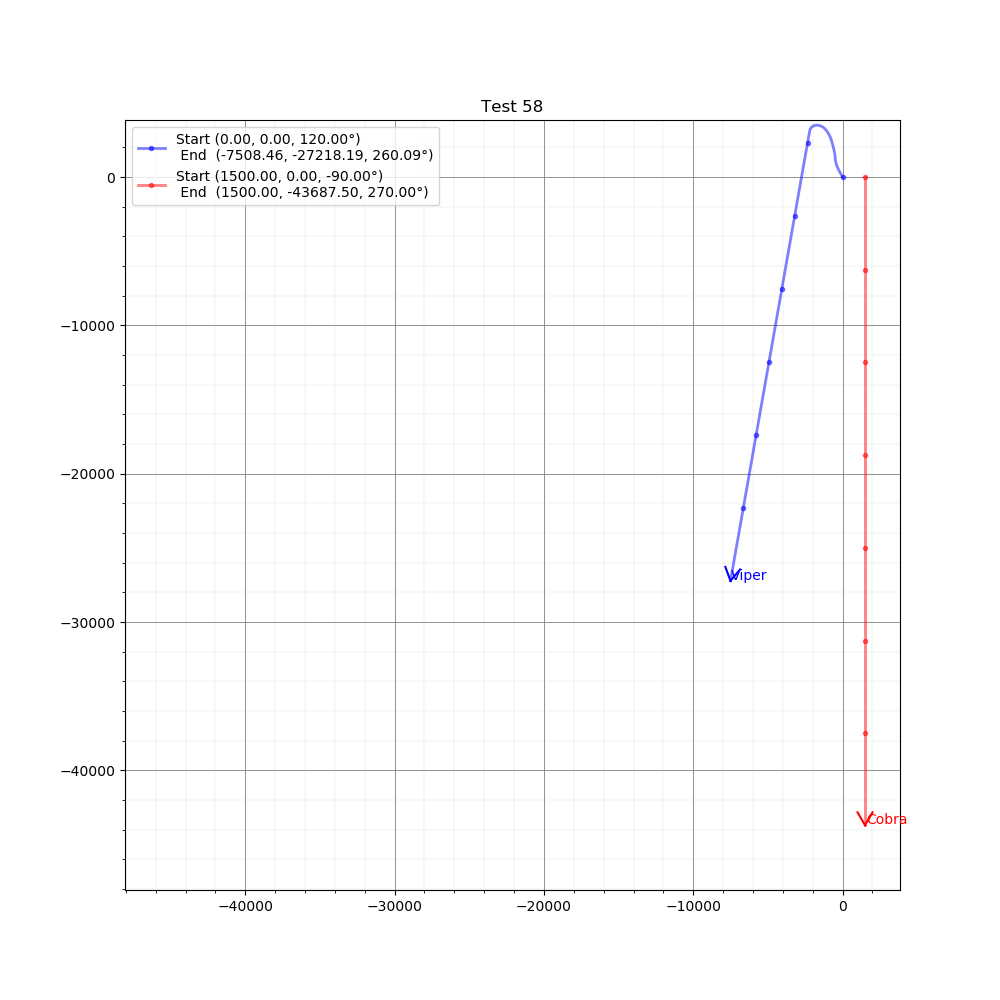 Test 58
Start (0.00, 0.00, 120.00°)
End  (-7508.46, -27218.19, 260.09°)
Start (1500.00, 0.00, -90.00°)
End  (1500.00, -43687.50, 270.00°)
0
−10000
−20000
−30000
−40000
Viper
Cobra
−40000
−30000
−20000
−10000
0